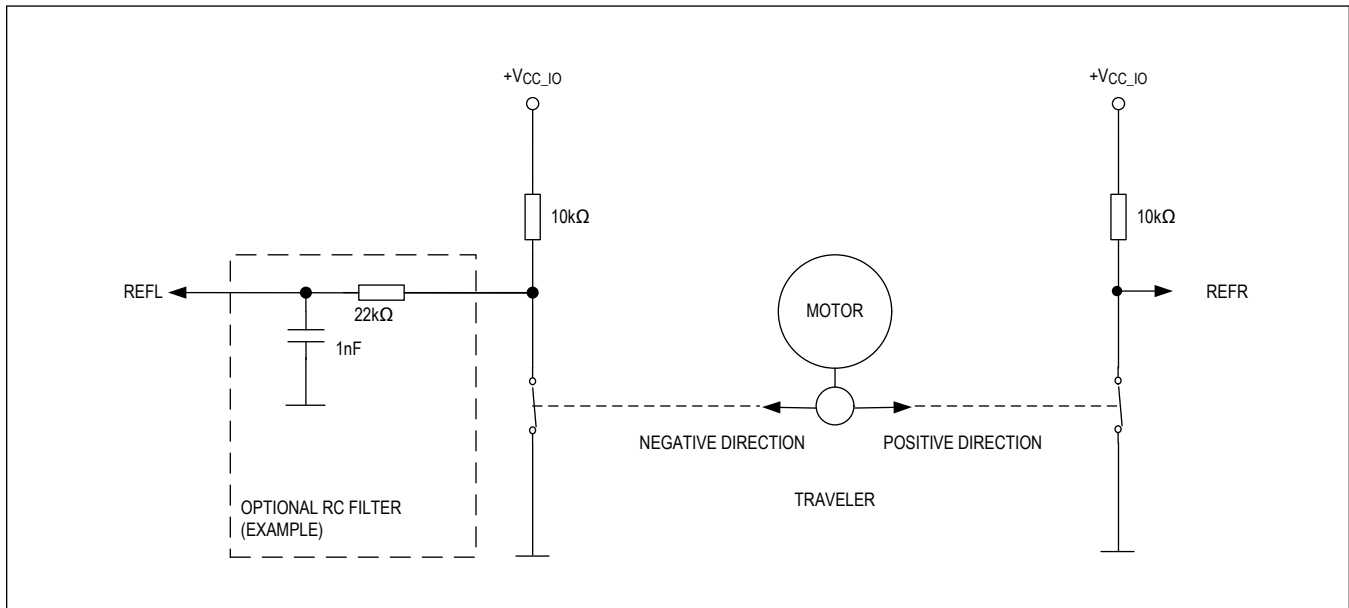 +VCC_IO
+VCC_IO
10kΩ
10kΩ
REFL
22kΩ
1nF
MOTOR
REFR
NEGATIVE DIRECTION
POSITIVE DIRECTION
TRAVELER
OPTIONAL RC FILTER
(EXAMPLE)